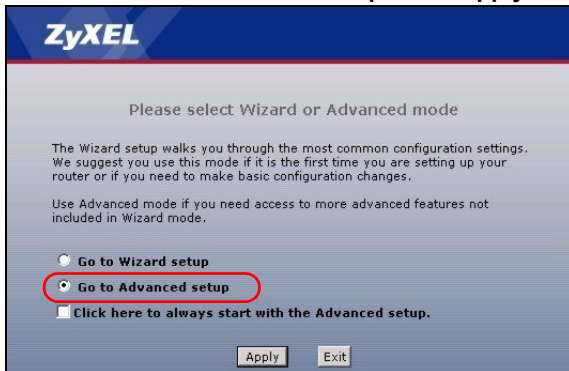 ZyXEL
Please select Wizard or Advanced mode
The Wizard setup walks you through the most common configuration settings.
We suggest you use this mode if it is the first time you are setting up your
router or if you need to make basic configuration changes.
Use Advanced mode if you need access to more advanced features not
included in Wizard mode.
Go to Wizard setup
Go to Advanced setup
Click here to always start with the Advanced setup.
Apply Exit